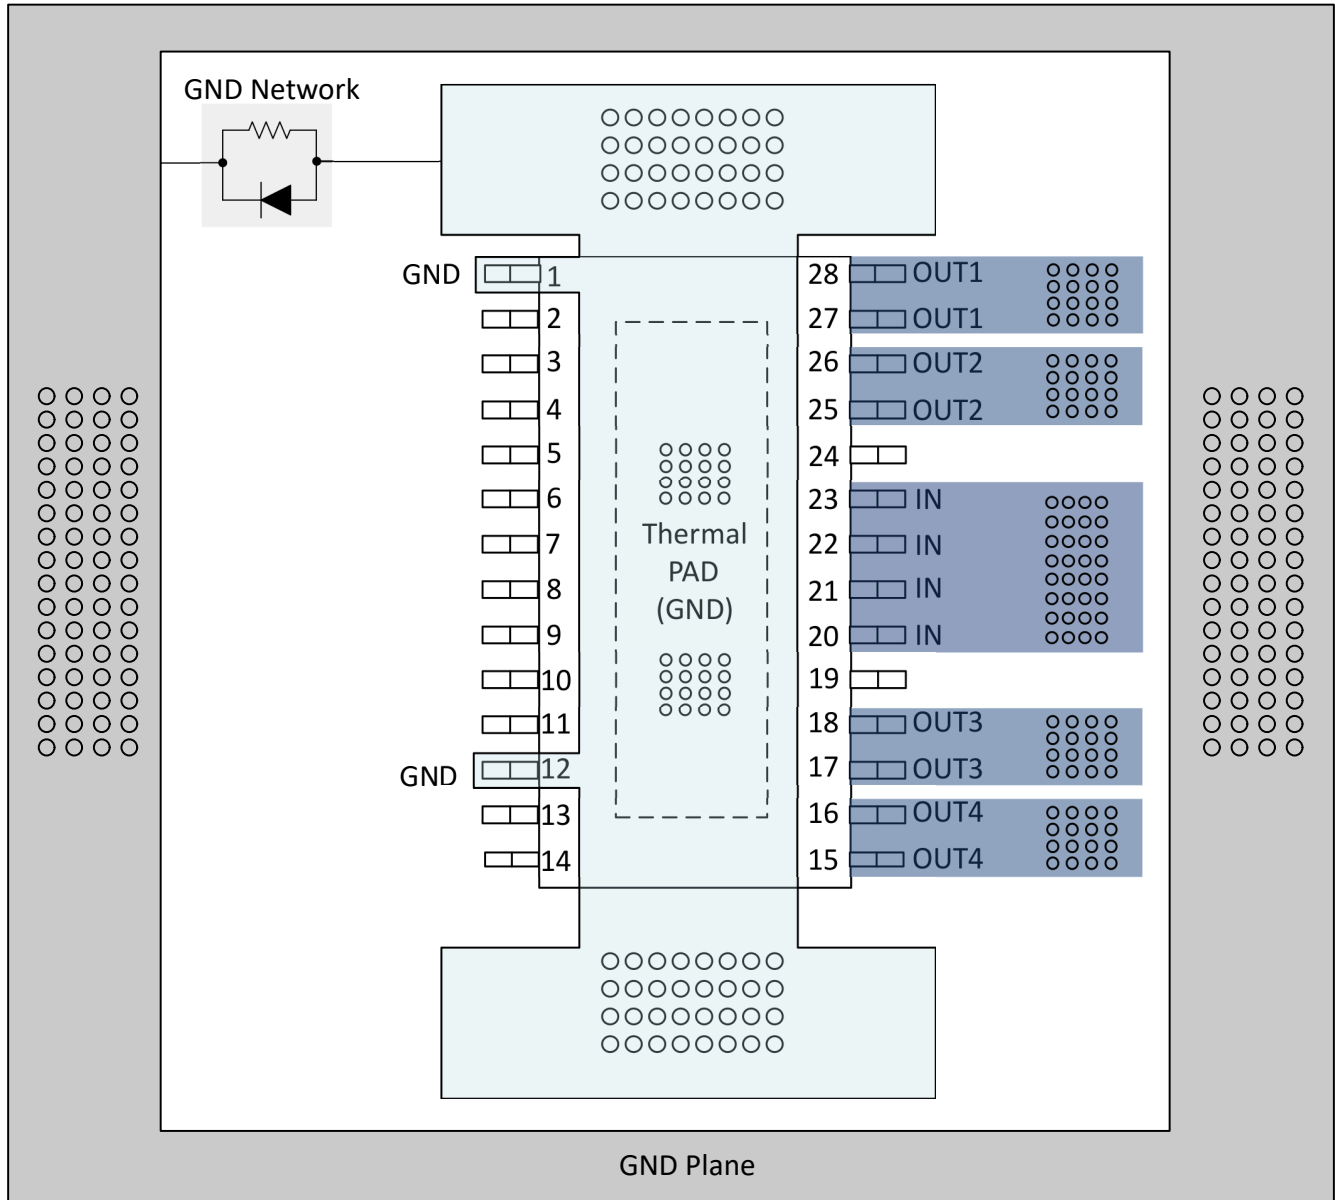 GND Network
GND 1 28 OUT1
2 27 OUT1
3 26 OUT2
4 25 OUT2
5 24
6 23 IN
7 22 IN
8 21 IN
9 20 IN
10 19
11 18 OUT3
GND 12 17 OUT3
13 16 OUT4
14 15 OUT4
Thermal
PAD
(GND)
GND Plane